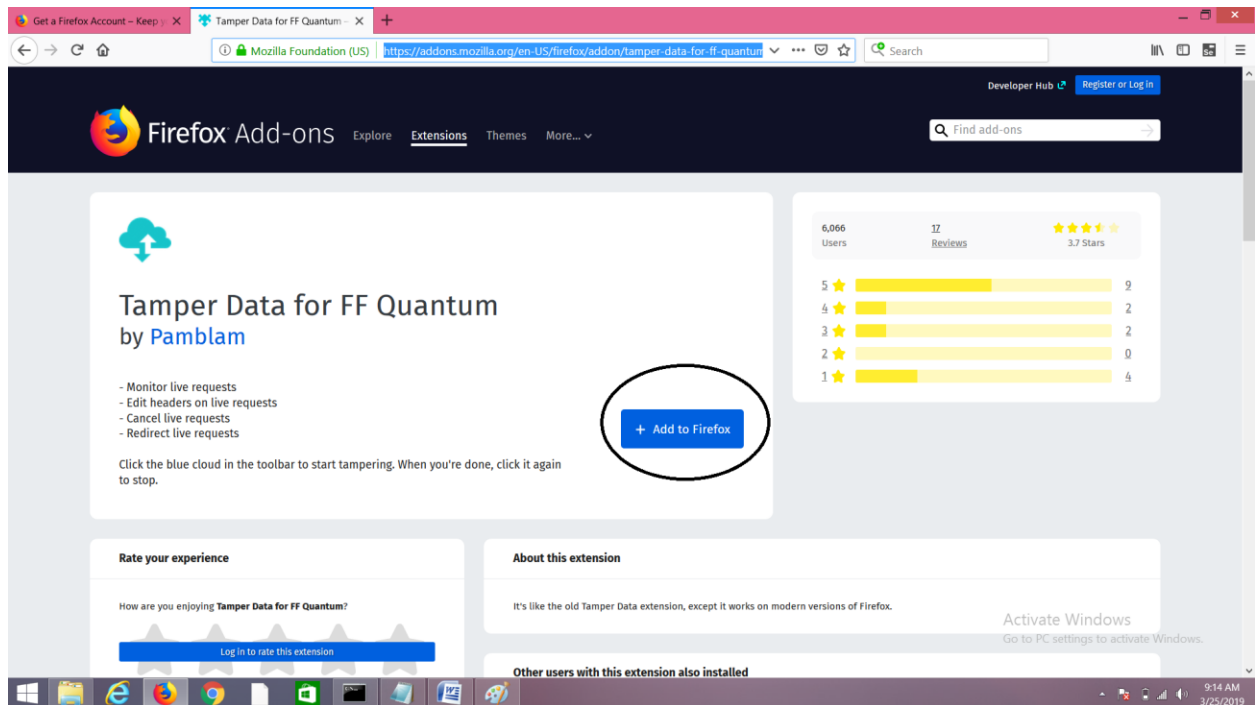 Get a Firefox Account – Keep y
Tamper Data for FF Quantum –
Mozilla Foundation (US)
https://addons.mozilla.org/en-US/firefox/addon/tamper-data-for-ff-quantum
Search
Se
Developer Hub
Register or Log in
Firefox Add-ons
Explore
Extensions
Themes
More...
Find add-ons
Tamper Data for FF Quantum
by Pamblam
- Monitor live requests
- Edit headers on live requests
- Cancel live requests
- Redirect live requests
Click the blue cloud in the toolbar to start tampering. When you're done, click it again
to stop.
+ Add to Firefox
6,066
Users
17
Reviews
3.7 Stars
5 9
4 2
3 2
2 0
1 4
Rate your experience
How are you enjoying Tamper Data for FF Quantum?
Log in to rate this extension
About this extension
It's like the old Tamper Data extension, except it works on modern versions of Firefox.
Other users with this extension also installed
Activate Windows
Go to PC settings to activate Windows.
9:14 AM
3/25/2019